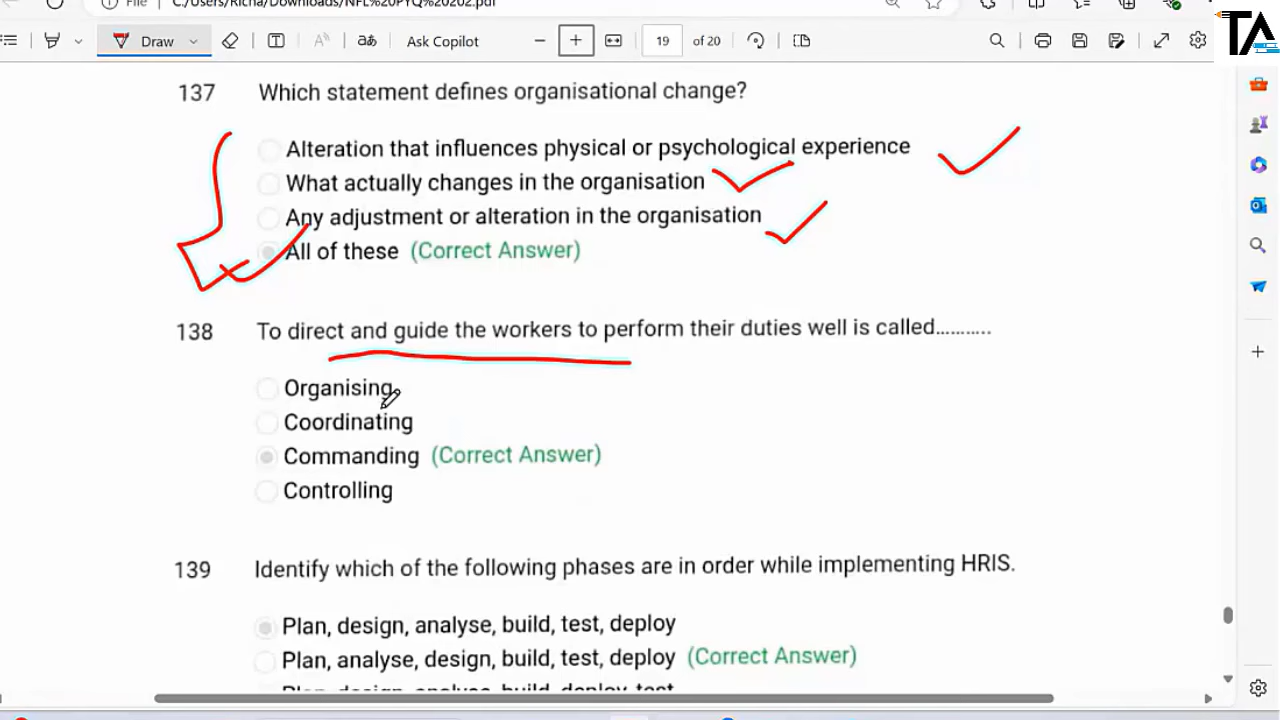 File C:/Users/Richa/Downloads/NFL%20PYQ%202.pdf
Draw Ask Copilot 19 of 20
TA
137 Which statement defines organisational change?
Alteration that influences physical or psychological experience
What actually changes in the organisation
Any adjustment or alteration in the organisation
All of these (Correct Answer)
138 To direct and guide the workers to perform their duties well is called...........
Organising
Coordinating
Commanding (Correct Answer)
Controlling
139 Identify which of the following phases are in order while implementing HRIS.
Plan, design, analyse, build, test, deploy
Plan, analyse, design, build, test, deploy (Correct Answer)